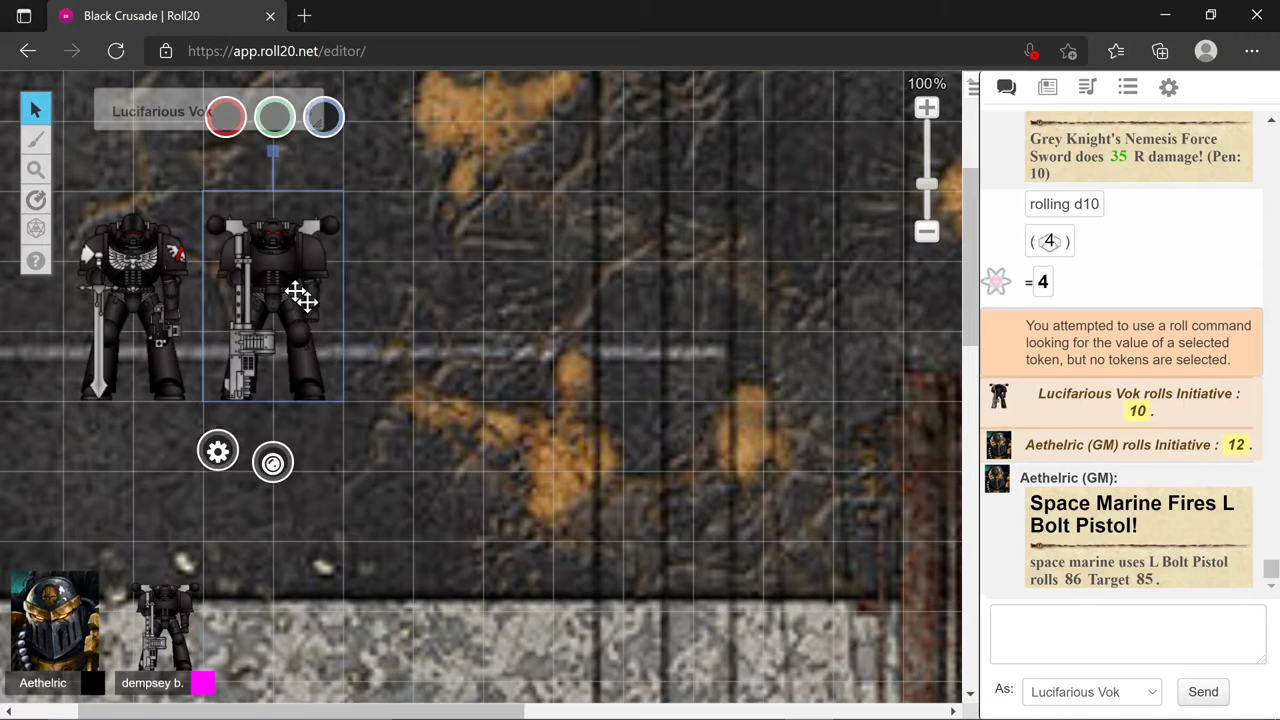 Black Crusade | Roll20
https://app.roll20.net/editor/
Lucifarious Vok
100%
Grey Knight's Nemesis Force
Sword does 35 R damage! (Pen:
10)
rolling d10
( 4 )
= 4
You attempted to use a roll command
looking for the value of a selected
token, but no tokens are selected.
Lucifarious Vok rolls Initiative :
10 .
Aethelric (GM) rolls Initiative : 12 .
Aethelric (GM):
Space Marine Fires L
Bolt Pistol!
space marine uses L Bolt Pistol
rolls 86 Target 85 .
Aethelric
dempsey b.
As:
Lucifarious Vok
Send